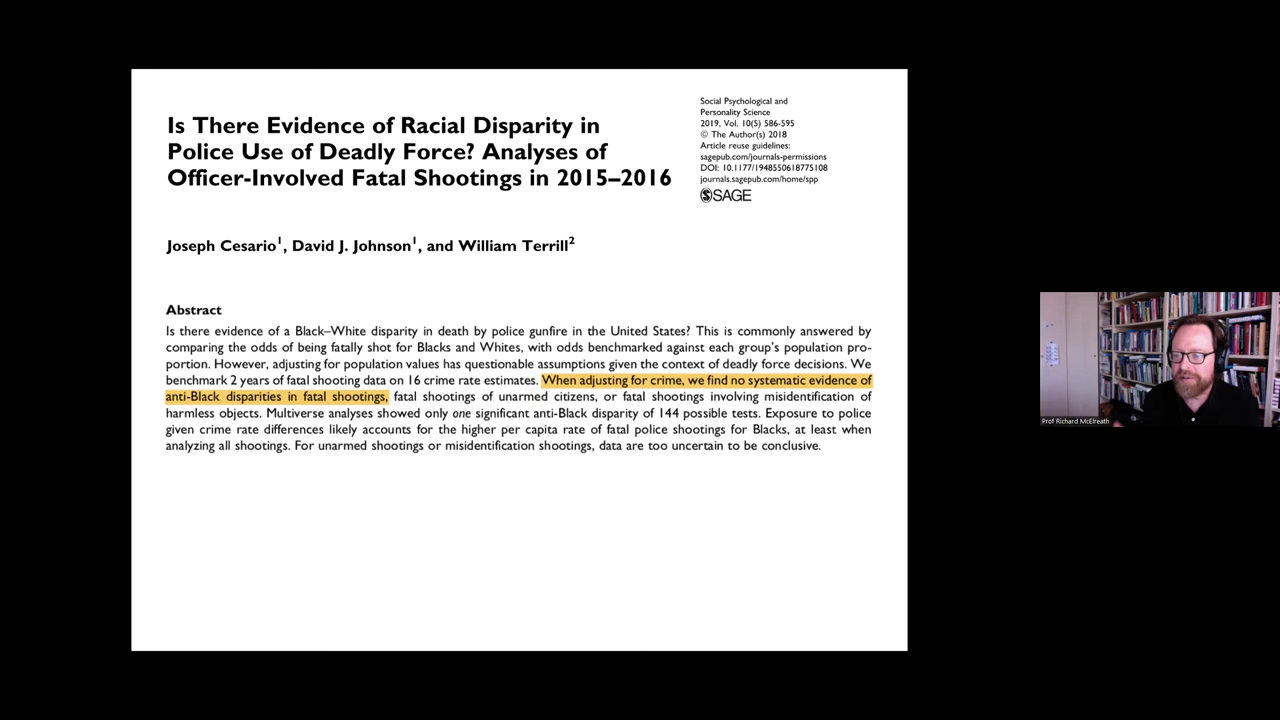 Is There Evidence of Racial Disparity in
Police Use of Deadly Force? Analyses of
Officer-Involved Fatal Shootings in 2015–2016
Social Psychological and
Personality Science
2019, Vol. 10(5) 586-595
© The Author(s) 2018
Article reuse guidelines:
sagepub.com/journals-permissions
DOI: 10.1177/1948550618775108
journals.sagepub.com/home/spp
SAGE
Joseph Cesario1, David J. Johnson1, and William Terrill2
Abstract
Is there evidence of a Black–White disparity in death by police gunfire in the United States? This is commonly answered by
comparing the odds of being fatally shot for Blacks and Whites, with odds benchmarked against each group's population pro-
portion. However, adjusting for population values has questionable assumptions given the context of deadly force decisions. We
benchmark 2 years of fatal shooting data on 16 crime rate estimates. When adjusting for crime, we find no systematic evidence of
anti-Black disparities in fatal shootings, fatal shootings of unarmed citizens, or fatal shootings involving misidentification of
harmless objects. Multiverse analyses showed only one significant anti-Black disparity of 144 possible tests. Exposure to police
given crime rate differences likely accounts for the higher per capita rate of fatal police shootings for Blacks, at least when
analyzing all shootings. For unarmed shootings or misidentification shootings, data are too uncertain to be conclusive.
Prof Richard McElreath